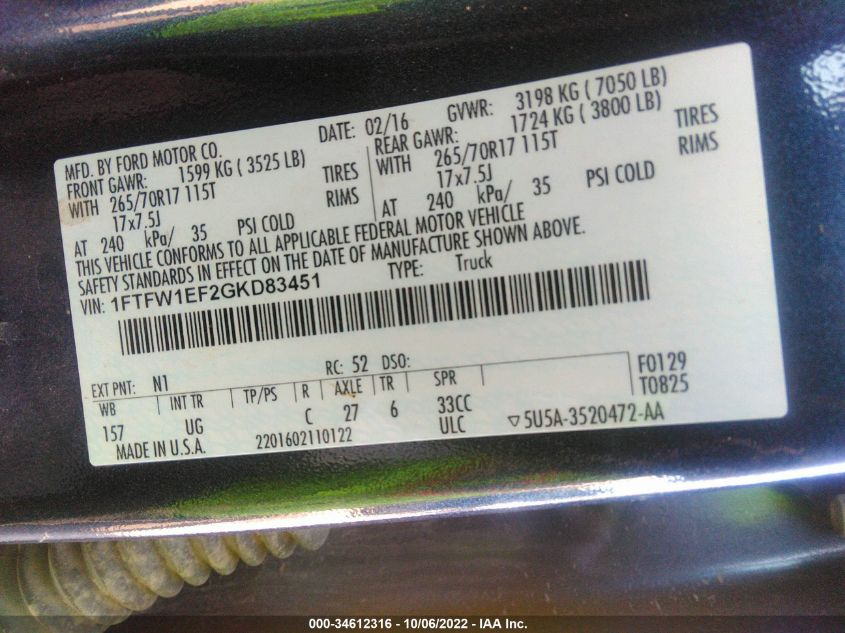 MFD. BY FORD MOTOR CO.
DATE: 02/16 GVWR: 3198 KG ( 7050 LB)
FRONT GAWR: 1599 KG ( 3525 LB)
REAR GAWR: 1724 KG ( 3800 LB)
WITH 265/70R17 115T TIRES
WITH 265/70R17 115T TIRES
17x7.5J RIMS
17x7.5J RIMS
AT 240 kPa/ 35 PSI COLD
AT 240 kPa/ 35 PSI COLD
THIS VEHICLE CONFORMS TO ALL APPLICABLE FEDERAL MOTOR VEHICLE
SAFETY STANDARDS IN EFFECT ON THE DATE OF MANUFACTURE SHOWN ABOVE.
VIN: 1FTFW1EF2GKD83451 TYPE: Truck
EXT PNT: N1 RC: 52 DSO: F0129
WB INT TR TP/PS R AXLE TR SPR T0825
157 UG C 27 6 33CC
ULC
MADE IN U.S.A. 2201602110122 ▽5U5A-3520472-AA
000-34612316 - 10/06/2022 - IAA Inc.